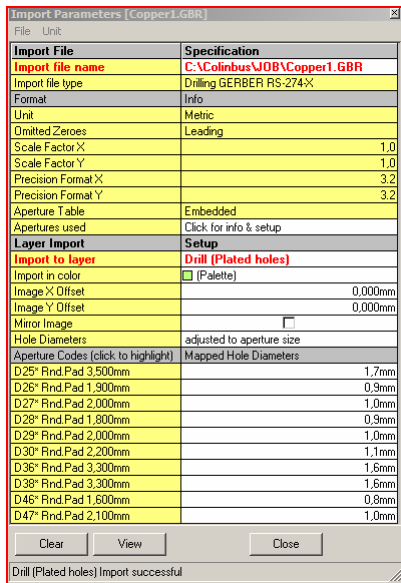 Import Parameters [Copper1.GBR]
File Unit
Import File Specification
Import file name C:\Colinbus\JOB\Copper1.GBR
Import file type Drilling GERBER RS-274-X
Format Info
Unit Metric
Omitted Zeroes Leading
Scale Factor X 1,0
Scale Factor Y 1,0
Precision Format X 3.2
Precision Format Y 3.2
Aperture Table Embedded
Apertures used Click for info & setup
Layer Import Setup
Import to layer Drill (Plated holes)
Import in color (Palette)
Image X Offset 0,000mm
Image Y Offset 0,000mm
Mirror Image
Hole Diameters adjusted to aperture size
Aperture Codes (click to highlight) Mapped Hole Diameters
D25* Rnd.Pad 3,500mm 1,7mm
D26* Rnd.Pad 1,900mm 0,9mm
D27* Rnd.Pad 2,000mm 1,0mm
D28* Rnd.Pad 1,800mm 0,9mm
D29* Rnd.Pad 2,000mm 1,0mm
D30* Rnd.Pad 2,200mm 1,1mm
D36* Rnd.Pad 3,300mm 1,6mm
D38* Rnd.Pad 3,300mm 1,6mm
D46* Rnd.Pad 1,600mm 0,8mm
D47* Rnd.Pad 2,100mm 1,0mm
Clear View Close
Drill (Plated holes) Import successful